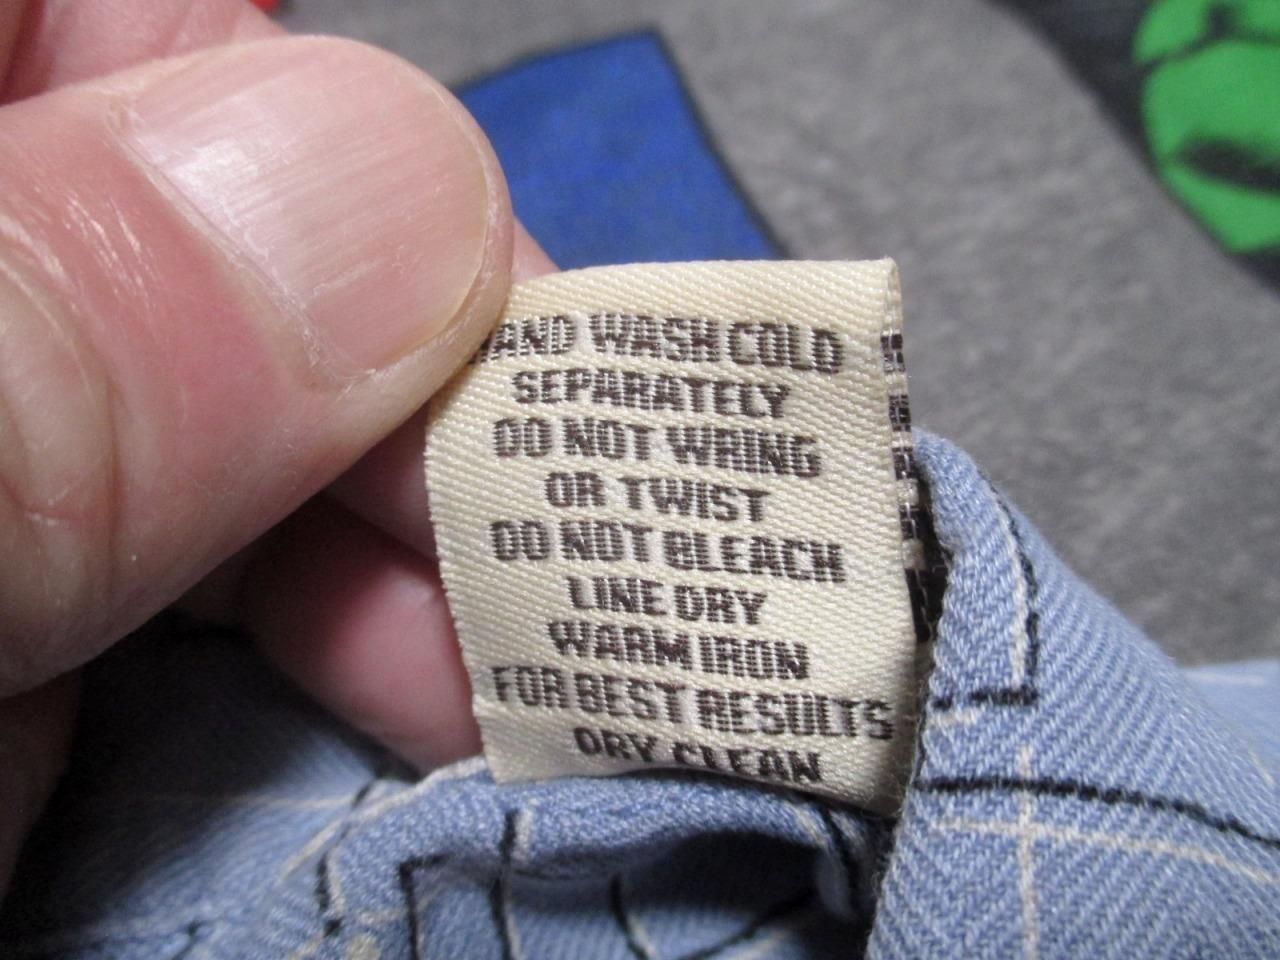 HAND WASH COLD
SEPARATELY
DO NOT WRING
OR TWIST
DO NOT BLEACH
LINE DRY
WARM IRON
FOR BEST RESULTS
DRY CLEAN